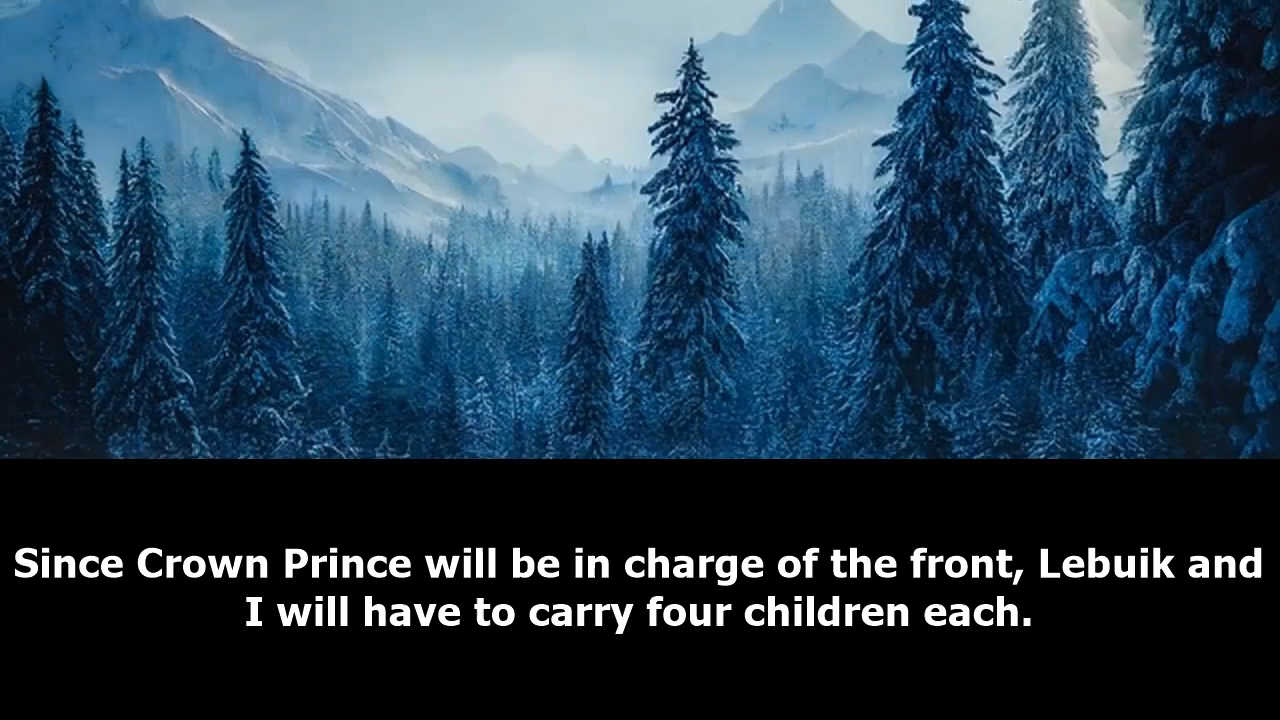 Since Crown Prince will be in charge of the front, Lebuik and
I will have to carry four children each.